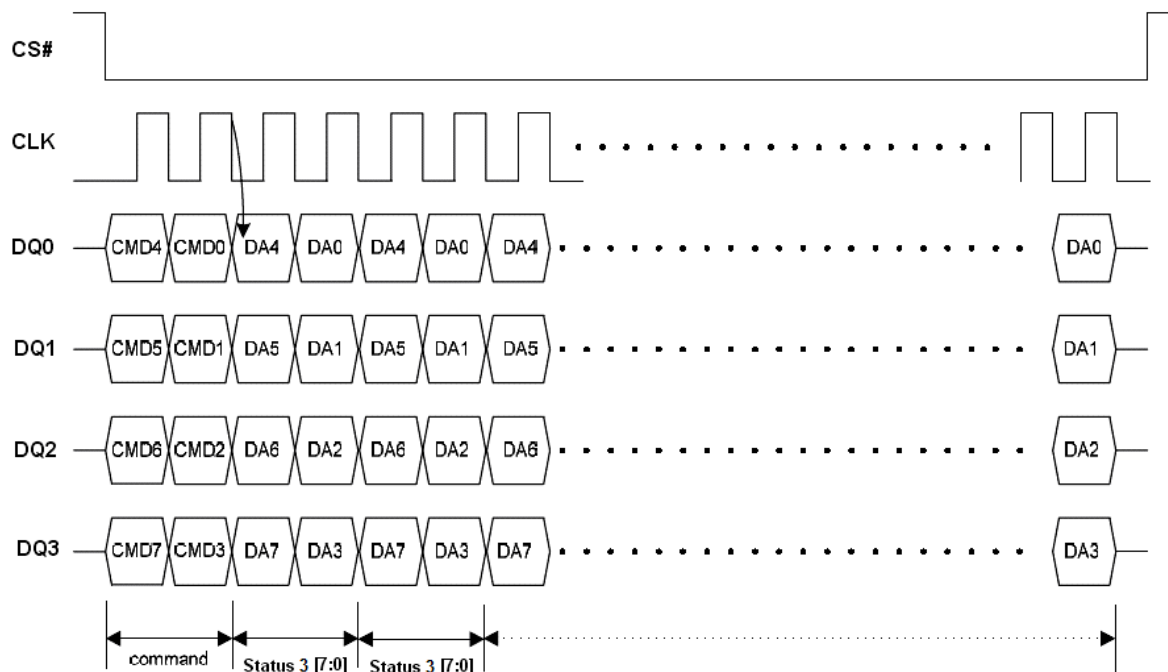 CS#
CLK
DQ0 CMD4 CMD0 DA4 DA0 DA4 DA0 DA4 DA0
DQ1 CMD5 CMD1 DA5 DA1 DA5 DA1 DA5 DA1
DQ2 CMD6 CMD2 DA6 DA2 DA6 DA2 DA6 DA2
DQ3 CMD7 CMD3 DA7 DA3 DA7 DA3 DA7 DA3
command Status 3 [7:0] Status 3 [7:0]